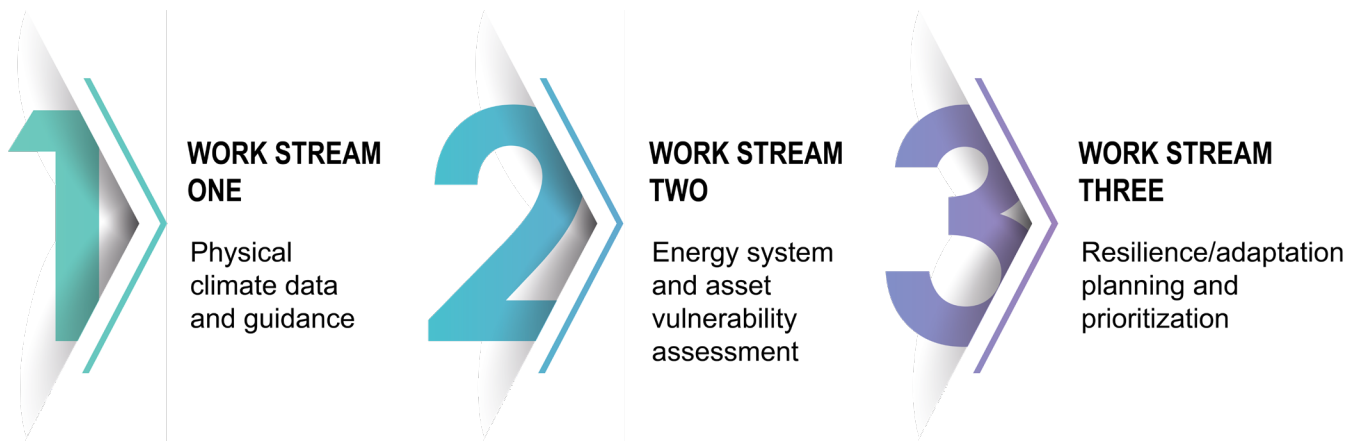 1
WORK STREAM
ONE
Physical
climate data
and guidance
2
WORK STREAM
TWO
Energy system
and asset
vulnerability
assessment
3
WORK STREAM
THREE
Resilience/adaptation
planning and
prioritization